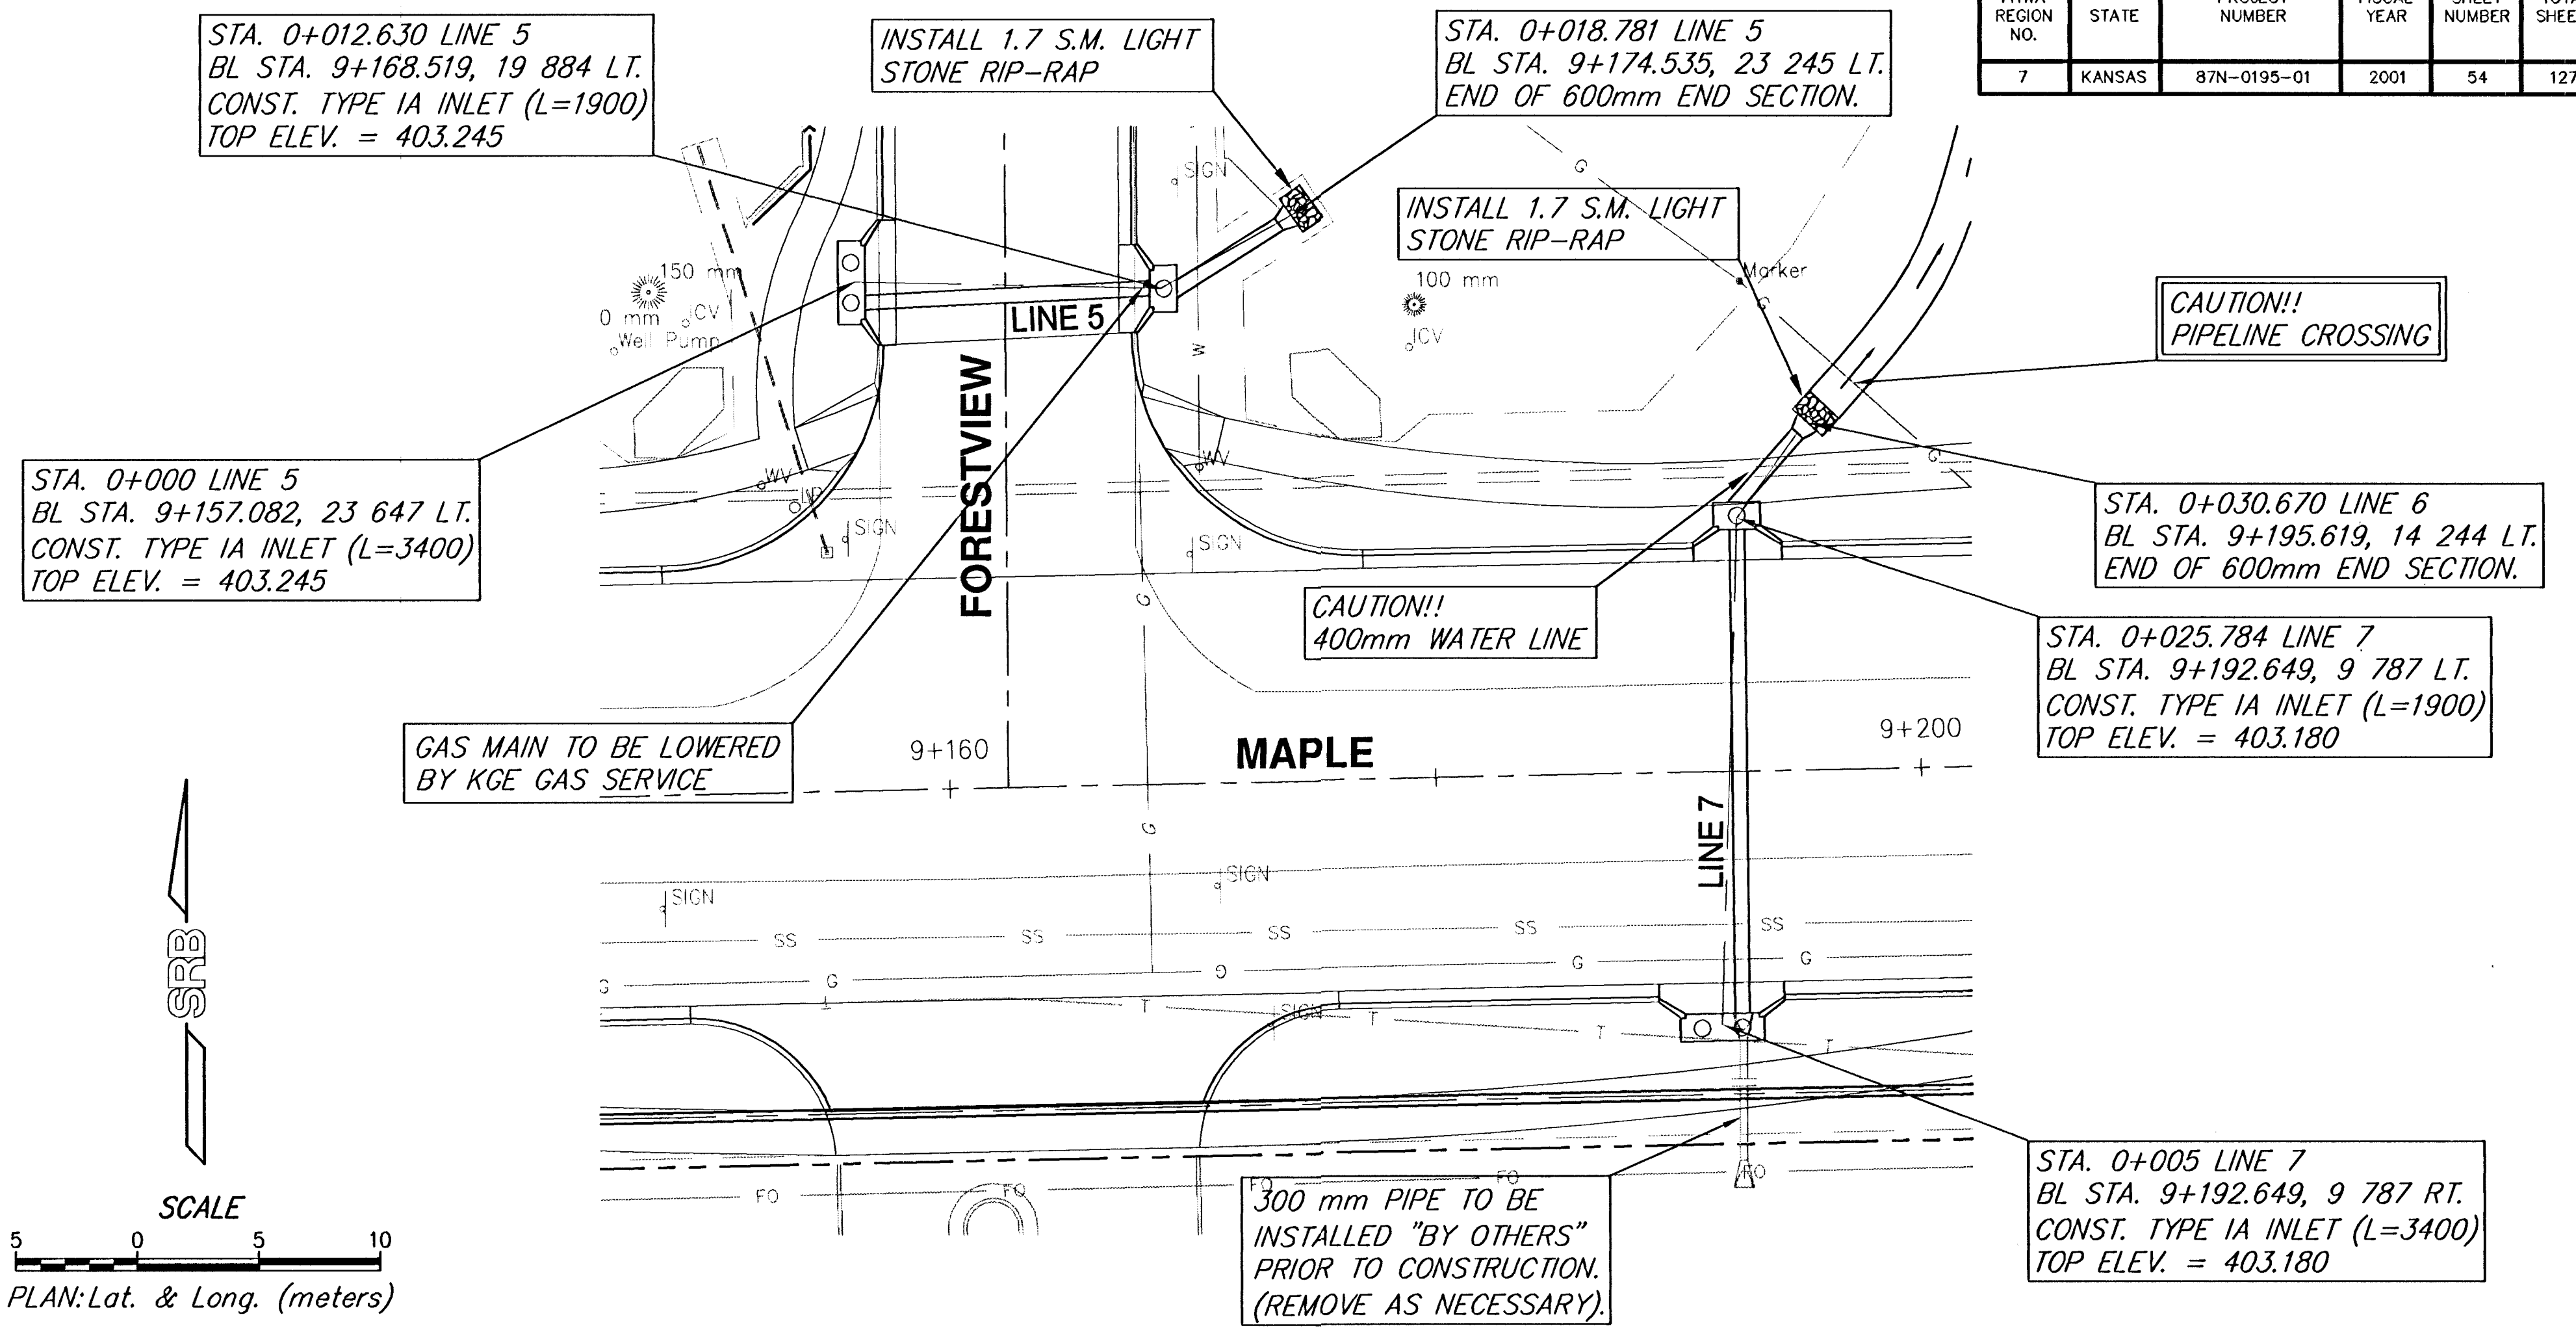 STA. 0+012.630 LINE 5
BL STA. 9+168.519, 19 884 LT.
CONST. TYPE IA INLET (L=1900)
TOP ELEV. = 403.245
INSTALL 1.7 S.M. LIGHT
STONE RIP-RAP
STA. 0+018.781 LINE 5
BL STA. 9+174.535, 23 245 LT.
END OF 600mm END SECTION.
REGION
NO.
STATE
NUMBER
YEAR
NUMBER
7
KANSAS
87N-0195-01
2001
54
127
SIGN
G
INSTALL 1.7 S.M. LIGHT
STONE RIP-RAP
150 mm
0 mm
ICV
Well Pump
LINE 5
W
100 mm
ICV
Marker
G
CAUTION!!
PIPELINE CROSSING
FORESTVIEW
STA. 0+000 LINE 5
BL STA. 9+157.082, 23 647 LT.
CONST. TYPE IA INLET (L=3400)
TOP ELEV. = 403.245
WV
SIGN
WV
SIGN
G
G
STA. 0+030.670 LINE 6
BL STA. 9+195.619, 14 244 LT.
END OF 600mm END SECTION.
CAUTION!!
400mm WATER LINE
STA. 0+025.784 LINE 7
BL STA. 9+192.649, 9 787 LT.
CONST. TYPE IA INLET (L=1900)
TOP ELEV. = 403.180
GAS MAIN TO BE LOWERED
BY KGE GAS SERVICE
9+160
MAPLE
9+200
G
LINE 7
SIGN
SIGN
SS SS SS SS SS
G G G G G
SIGN
T T T T
SRB
SCALE
5 0 5 10
PLAN:Lat. & Long. (meters)
FO FO FO FO FO
300 mm PIPE TO BE
INSTALLED "BY OTHERS"
PRIOR TO CONSTRUCTION.
(REMOVE AS NECESSARY).
STA. 0+005 LINE 7
BL STA. 9+192.649, 9 787 RT.
CONST. TYPE IA INLET (L=3400)
TOP ELEV. = 403.180